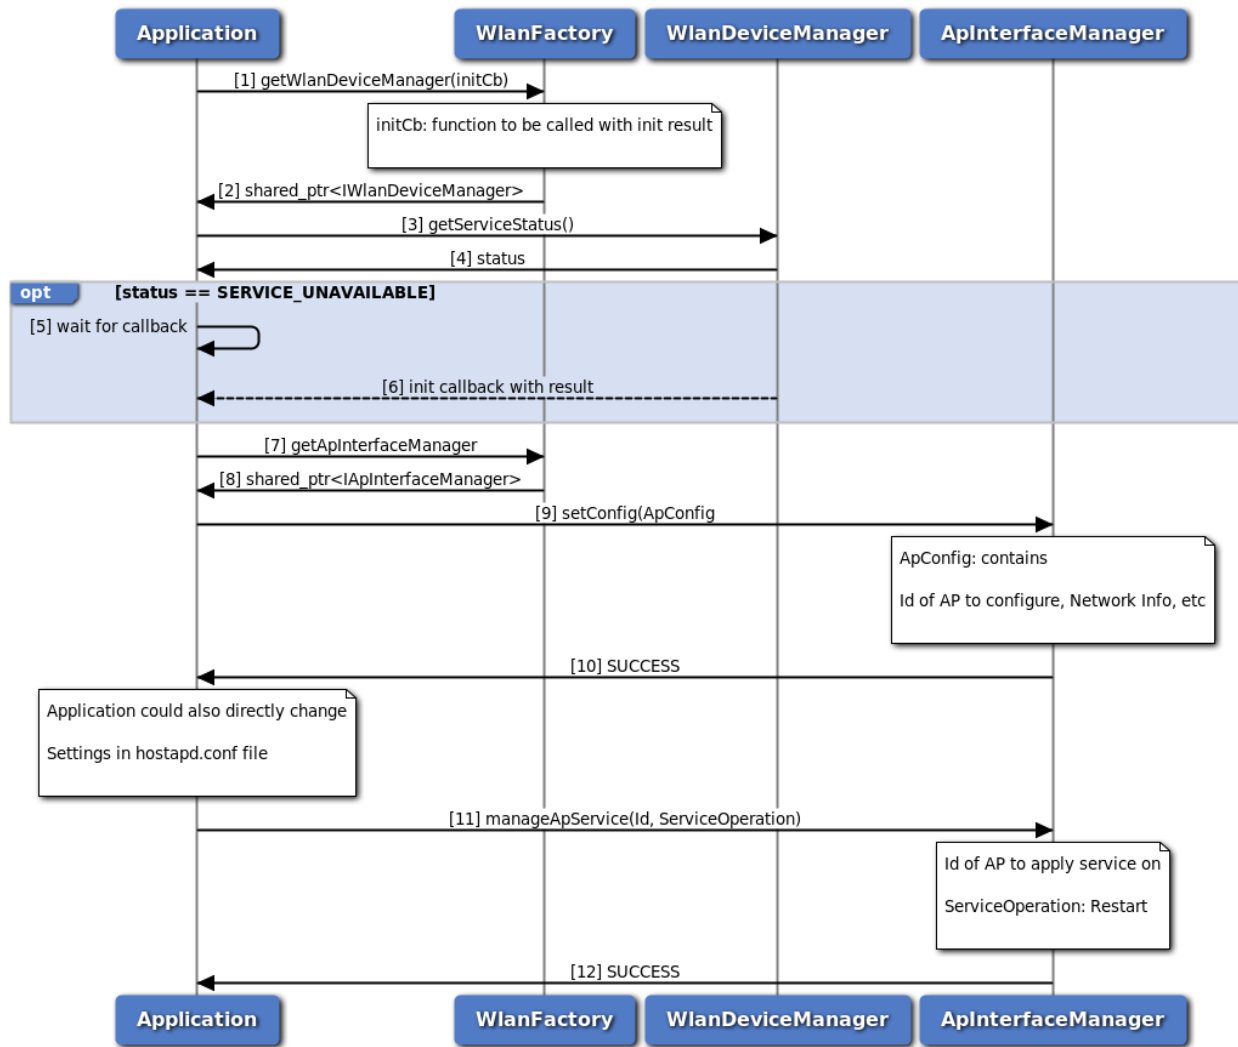 Application
WlanFactory
WlanDeviceManager
ApInterfaceManager
[1] getWlanDeviceManager(initCb)
initCb: function to be called with init result
[2] shared_ptr<IWlanDeviceManager>
[3] getServiceStatus()
[4] status
opt
[status == SERVICE_UNAVAILABLE]
[5] wait for callback
[6] init callback with result
[7] getApInterfaceManager
[8] shared_ptr<IApInterfaceManager>
[9] setConfig(ApConfig
ApConfig: contains
Id of AP to configure, Network Info, etc
[10] SUCCESS
Application could also directly change
Settings in hostapd.conf file
[11] manageApService(Id, ServiceOperation)
Id of AP to apply service on
ServiceOperation: Restart
[12] SUCCESS
Application
WlanFactory
WlanDeviceManager
ApInterfaceManager